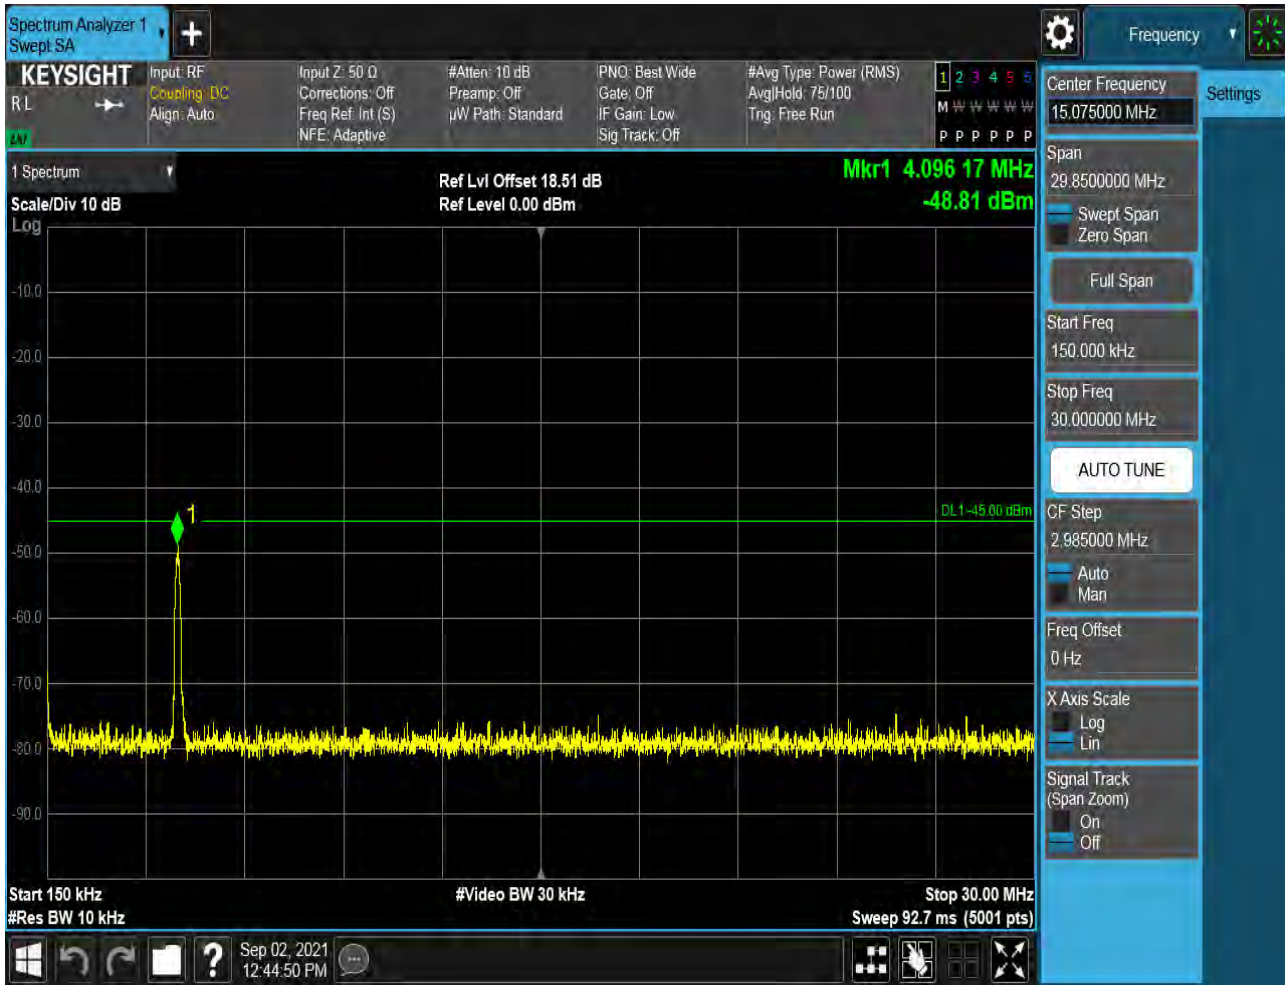 Spectrum Analyzer 1
Swept SA
Frequency
KEYSIGHT
R L
Input: RF
Coupling: DC
Align: Auto
Input Z: 50 Ω
Corrections: Off
Freq Ref: Int (S)
NFE: Adaptive
#Atten: 10 dB
Preamp: Off
µW Path: Standard
PNO: Best Wide
Gate: Off
IF Gain: Low
Sig Track: Off
#Avg Type: Power (RMS)
Avg|Hold: 75/100
Trig: Free Run
1 2 3 4 5 6
M W W W W W
P P P P P P
1 Spectrum
Scale/Div 10 dB
Log
Ref Lvl Offset 18.51 dB
Ref Level 0.00 dBm
Mkr1 4.096 17 MHz
-48.81 dBm
-10.0
-20.0
-30.0
-40.0
-50.0
-60.0
-70.0
-80.0
-90.0
1
DL1 -45.00 dBm
Start 150 kHz
#Res BW 10 kHz
#Video BW 30 kHz
Stop 30.00 MHz
Sweep 92.7 ms (5001 pts)
Center Frequency
15.075000 MHz
Settings
Span
29.8500000 MHz
Swept Span
Zero Span
Full Span
Start Freq
150.000 kHz
Stop Freq
30.000000 MHz
AUTO TUNE
CF Step
2.985000 MHz
Auto
Man
Freq Offset
0 Hz
X Axis Scale
Log
Lin
Signal Track
(Span Zoom)
On
Off
?
Sep 02, 2021
12:44:50 PM